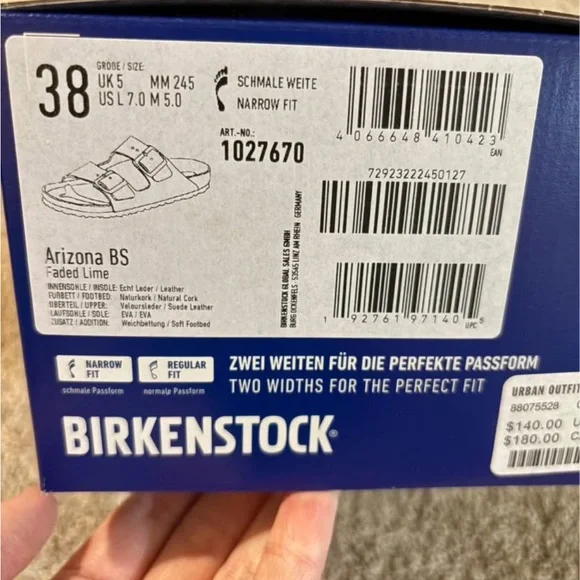 38
GRÖßE / SIZE
UK 5 MM 245
US L 7.0 M 5.0
SCHMALE WEITE
NARROW FIT
ART.-NO.:
1027670
4 066648 410423
EAN
72923222450127
1 92761 97140 5
UPC
Arizona BS
Faded Lime
INNENSOHLE / INSOLE: Echt Leder / Leather
FUßBETT / FOOTBED: Naturkork / Natural Cork
OBERTEIL / UPPER: Veloursleder / Suede Leather
LAUFSOHLE / SOLE: EVA / EVA
ZUSATZ / ADDITION: Weichbettung / Soft Footbed
BIRKENSTOCK GLOBAL SALES GMBH
BURG OCKENFELS · 53545 LINZ AM RHEIN GERMANY
NARROW FIT
schmale Passform
REGULAR FIT
normale Passform
ZWEI WEITEN FÜR DIE PERFEKTE PASSFORM
TWO WIDTHS FOR THE PERFECT FIT
BIRKENSTOCK®
URBAN OUTFI
88075528
$140.00 U
$180.00 C